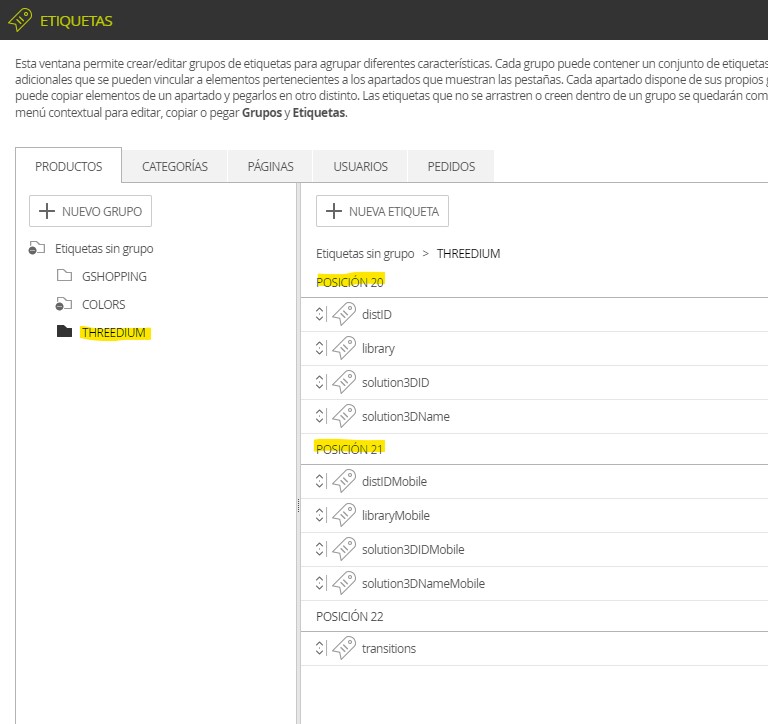 ETIQUETAS
Esta ventana permite crear/editar grupos de etiquetas para agrupar diferentes características. Cada grupo puede contener un conjunto de etiquetas
adicionales que se pueden vincular a elementos pertenecientes a los apartados que muestran las pestañas. Cada apartado dispone de sus propios
puede copiar elementos de un apartado y pegarlos en otro distinto. Las etiquetas que no se arrastren o creen dentro de un grupo se quedarán com
menú contextual para editar, copiar o pegar Grupos y Etiquetas.
PRODUCTOS CATEGORÍAS PÁGINAS USUARIOS PEDIDOS
NUEVO GRUPO
Etiquetas sin grupo
GSHOPPING
COLORS
THREEDIUM
NUEVA ETIQUETA
Etiquetas sin grupo > THREEDIUM
POSICIÓN 20
distID
library
solution3DID
solution3DName
POSICIÓN 21
distIDMobile
libraryMobile
solution3DIDMobile
solution3DNameMobile
POSICIÓN 22
transitions